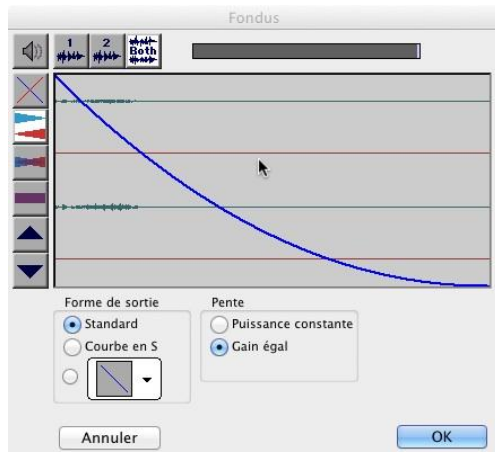 Fondus
1 2 Both
Forme de sortie
Pente
Standard
Puissance constante
Courbe en S
Gain égal
Annuler
OK